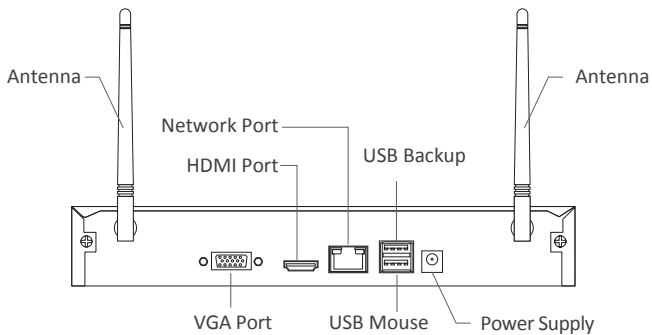 Antenna
Antenna
Network Port
USB Backup
HDMI Port
VGA Port
USB Mouse
Power Supply